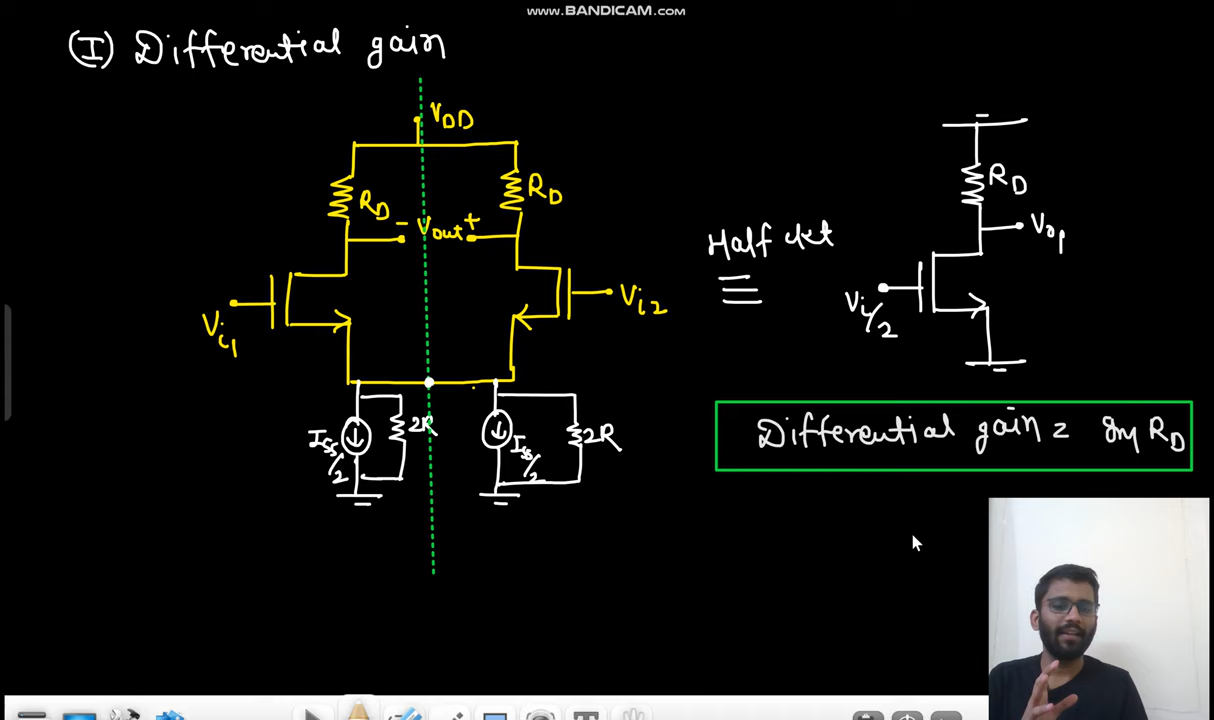 WWW.BANDICAM.COM
(I) Differential gain
VDD
RD
RD
- Vout +
Vi1
Vi2
Iss/2
2R
Iss/2
2R
Half ckt
≡
RD
Vo1
Vi/2
Differential gain = gm RD